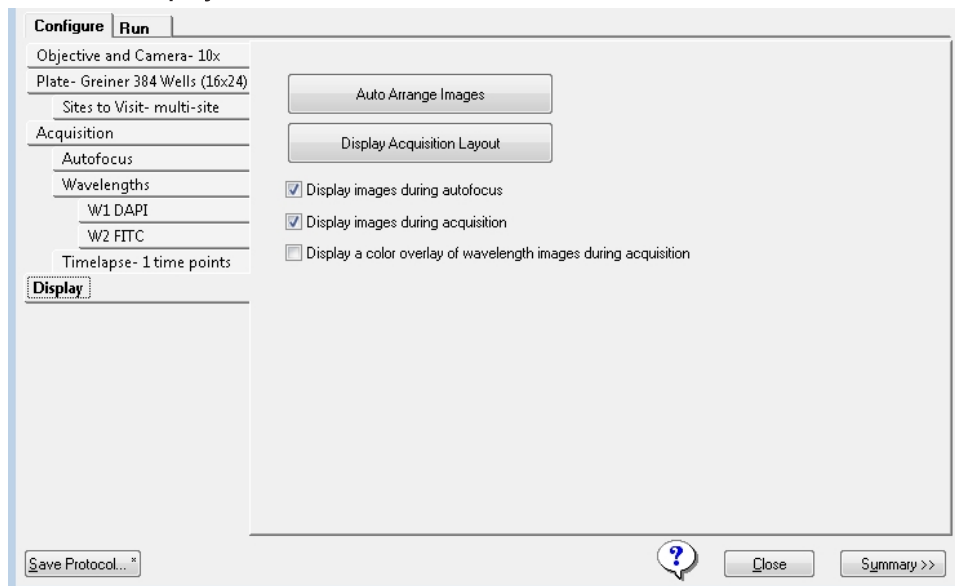 Configure Run
Objective and Camera- 10x
Plate- Greiner 384 Wells (16x24)
Sites to Visit- multi-site
Acquisition
Autofocus
Wavelengths
W1 DAPI
W2 FITC
Timelapse- 1 time points
Display
Auto Arrange Images
Display Acquisition Layout
Display images during autofocus
Display images during acquisition
Display a color overlay of wavelength images during acquisition
Save Protocol... *
?
Close
Summary >>